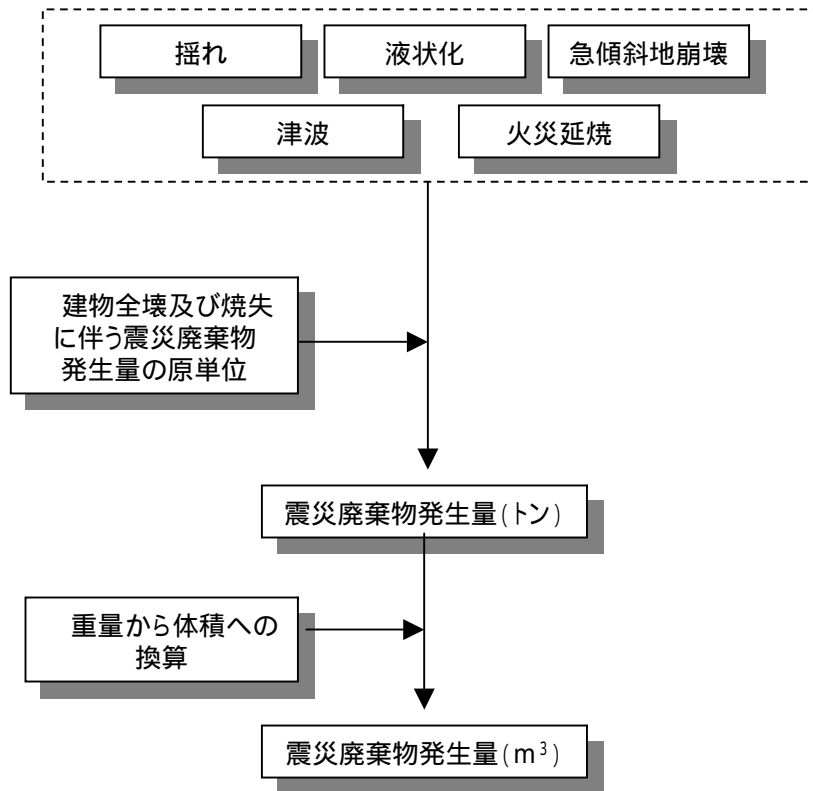 揺れ
液状化
急傾斜地崩壊
津波
火災延焼
建物全壊及び焼失
に伴う震災廃棄物
発生量の原単位
震災廃棄物発生量(トン)
重量から体積への
換算
震災廃棄物発生量(m³)